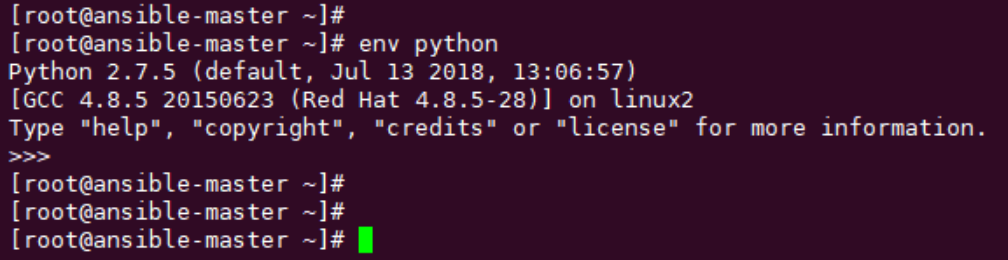 [root@ansible-master ~]#
[root@ansible-master ~]# env python
Python 2.7.5 (default, Jul 13 2018, 13:06:57)
[GCC 4.8.5 20150623 (Red Hat 4.8.5-28)] on linux2
Type "help", "copyright", "credits" or "license" for more information.
>>>
[root@ansible-master ~]#
[root@ansible-master ~]#
[root@ansible-master ~]#